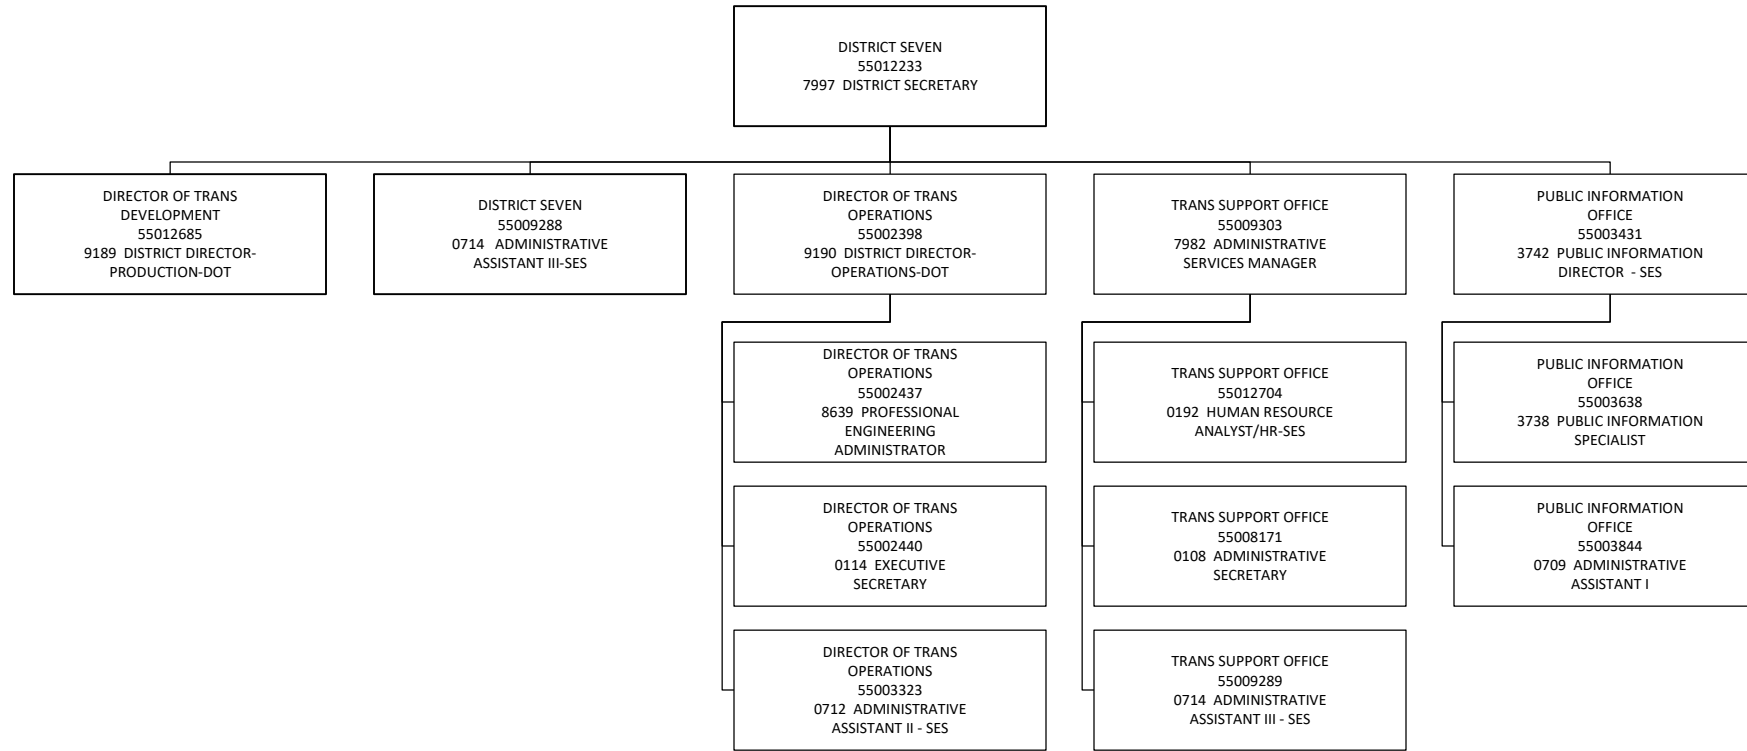 DISTRICT SEVEN
55012233
7997 DISTRICT SECRETARY
DIRECTOR OF TRANS
DEVELOPMENT
55012685
9189 DISTRICT DIRECTOR-
PRODUCTION-DOT
DISTRICT SEVEN
55009288
0714 ADMINISTRATIVE
ASSISTANT III-SES
DIRECTOR OF TRANS
OPERATIONS
55002398
9190 DISTRICT DIRECTOR-
OPERATIONS-DOT
TRANS SUPPORT OFFICE
55009303
7982 ADMINISTRATIVE
SERVICES MANAGER
PUBLIC INFORMATION
OFFICE
55003431
3742 PUBLIC INFORMATION
DIRECTOR - SES
DIRECTOR OF TRANS
OPERATIONS
55002437
8639 PROFESSIONAL
ENGINEERING
ADMINISTRATOR
TRANS SUPPORT OFFICE
55012704
0192 HUMAN RESOURCE
ANALYST/HR-SES
PUBLIC INFORMATION
OFFICE
55003638
3738 PUBLIC INFORMATION
SPECIALIST
DIRECTOR OF TRANS
OPERATIONS
55002440
0114 EXECUTIVE
SECRETARY
TRANS SUPPORT OFFICE
55008171
0108 ADMINISTRATIVE
SECRETARY
PUBLIC INFORMATION
OFFICE
55003844
0709 ADMINISTRATIVE
ASSISTANT I
DIRECTOR OF TRANS
OPERATIONS
55003323
0712 ADMINISTRATIVE
ASSISTANT II - SES
TRANS SUPPORT OFFICE
55009289
0714 ADMINISTRATIVE
ASSISTANT III - SES